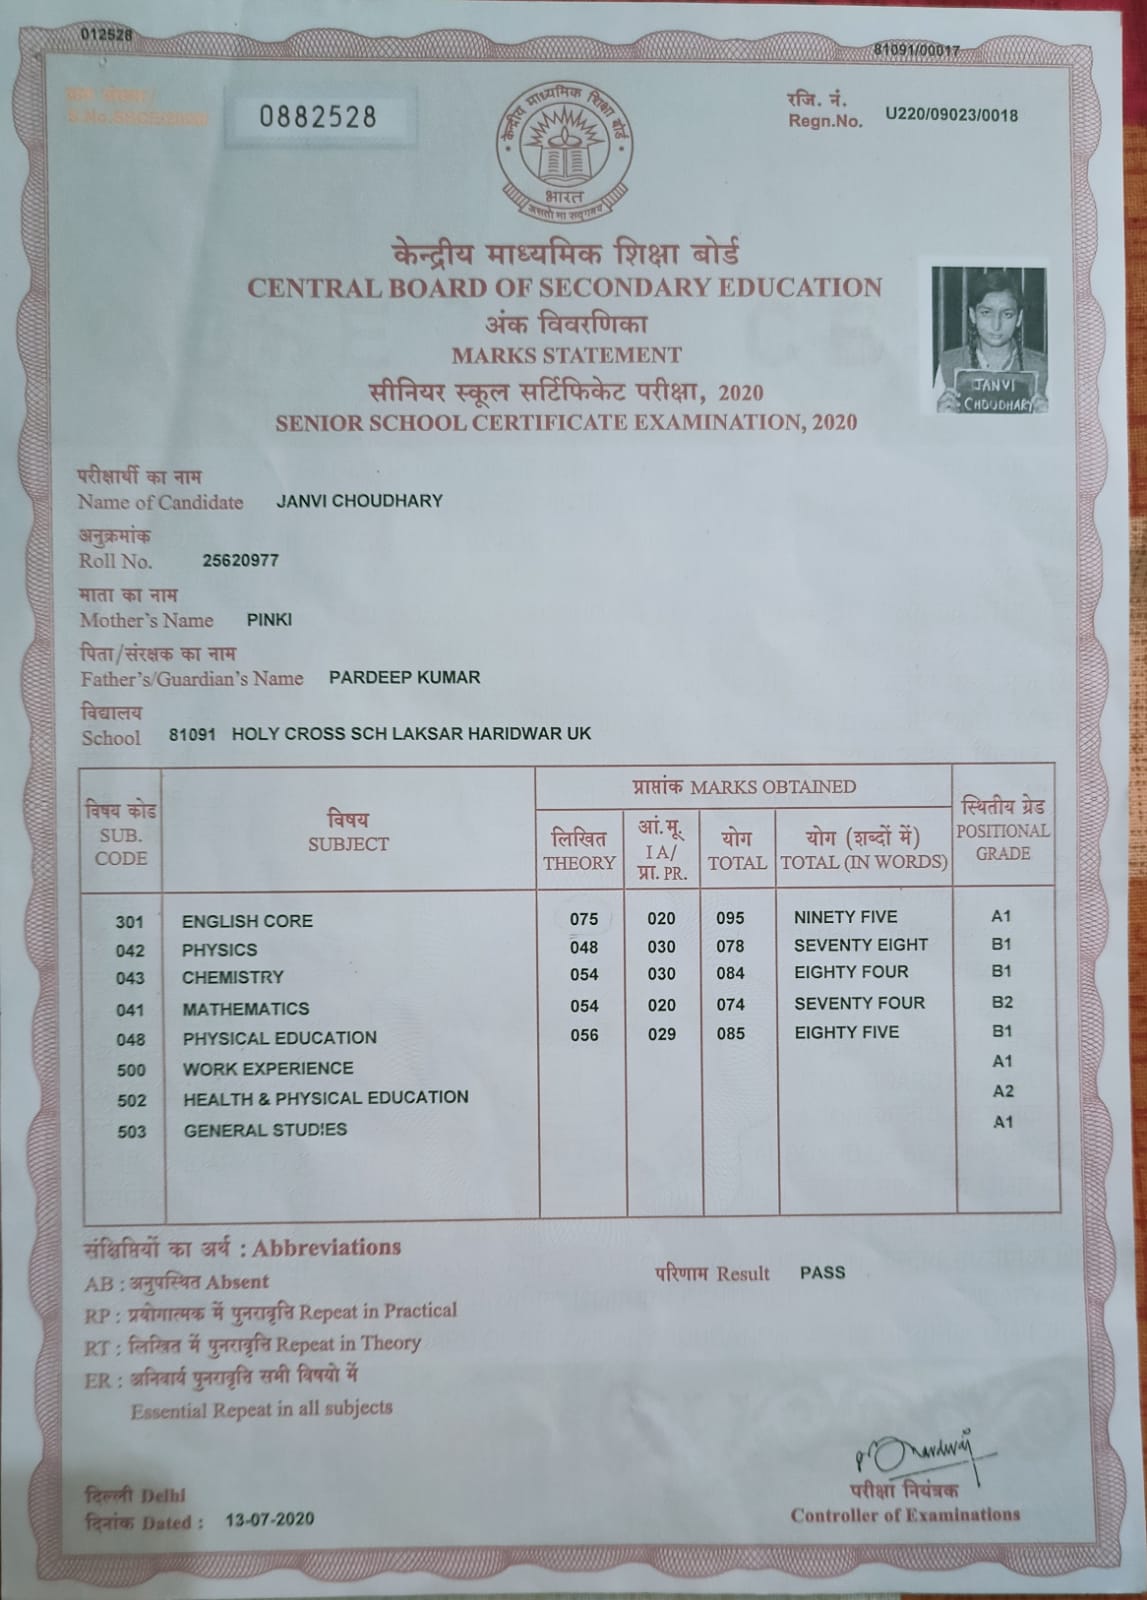 012528
81091/00017
क्रम संख्या/
S.No.SSCE/2020
0882528
रजि. नं.
Regn.No. U220/09023/0018
केन्द्रीय माध्यमिक शिक्षा बोर्ड
भारत
असतो मा सद्गमय
केन्द्रीय माध्यमिक शिक्षा बोर्ड
CENTRAL BOARD OF SECONDARY EDUCATION
अंक विवरणिका
MARKS STATEMENT
सीनियर स्कूल सर्टिफिकेट परीक्षा, 2020
SENIOR SCHOOL CERTIFICATE EXAMINATION, 2020
JANVI
CHOUDHARY
परीक्षार्थी का नाम
Name of Candidate JANVI CHOUDHARY
अनुक्रमांक
Roll No. 25620977
माता का नाम
Mother's Name PINKI
पिता/संरक्षक का नाम
Father's/Guardian's Name PARDEEP KUMAR
विद्यालय
School 81091 HOLY CROSS SCH LAKSAR HARIDWAR UK
विषय कोड
SUB.
CODE
विषय
SUBJECT
प्राप्तांक MARKS OBTAINED
लिखित
THEORY
आं.मू.
IA/
प्रा. PR.
योग
TOTAL
योग (शब्दों में)
TOTAL (IN WORDS)
स्थितीय ग्रेड
POSITIONAL
GRADE
301 ENGLISH CORE 075 020 095 NINETY FIVE A1
042 PHYSICS 048 030 078 SEVENTY EIGHT B1
043 CHEMISTRY 054 030 084 EIGHTY FOUR B1
041 MATHEMATICS 054 020 074 SEVENTY FOUR B2
048 PHYSICAL EDUCATION 056 029 085 EIGHTY FIVE B1
500 WORK EXPERIENCE A1
502 HEALTH & PHYSICAL EDUCATION A2
503 GENERAL STUDIES A1
संक्षिप्तियों का अर्थ : Abbreviations
AB : अनुपस्थित Absent
परिणाम Result PASS
RP : प्रयोगात्मक में पुनरावृत्ति Repeat in Practical
RT : लिखित में पुनरावृत्ति Repeat in Theory
ER : अनिवार्य पुनरावृत्ति सभी विषयो में
Essential Repeat in all subjects
दिल्ली Delhi
दिनांक Dated : 13-07-2020
परीक्षा नियंत्रक
Controller of Examinations